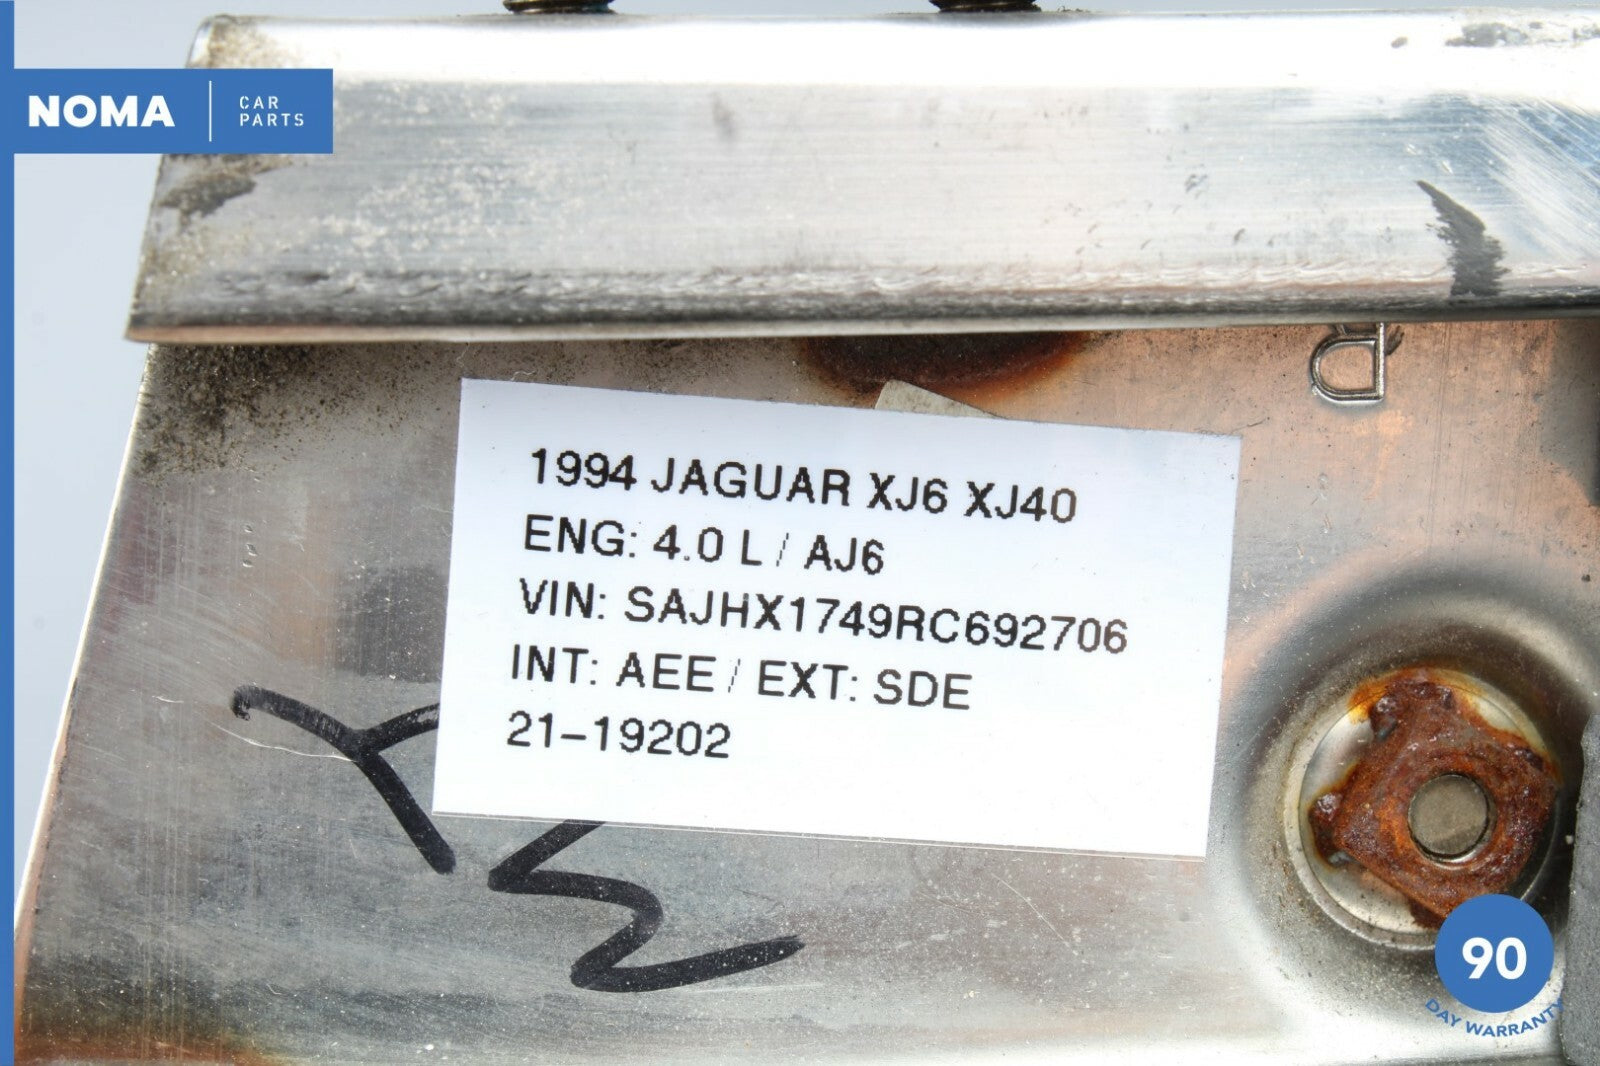 NOMA
CAR
PARTS
1994 JAGUAR XJ6 XJ40
ENG: 4.0 L / AJ6
VIN: SAJHX1749RC692706
INT: AEE / EXT: SDE
21-19202
90
DAY WARRANTY